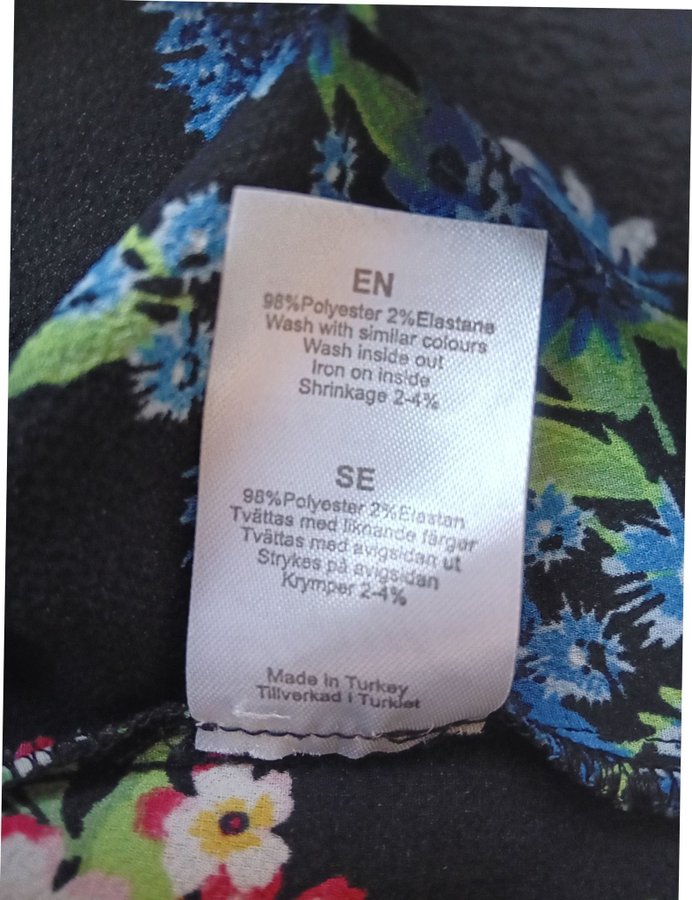 EN
98%Polyester 2%Elastane
Wash with similar colours
Wash inside out
Iron on inside
Shrinkage 2-4%
SE
98%Polyester 2%Elastan
Tvättas med liknande färger
Tvättas med avigsidan ut
Strykes på avigsidan
Krymper 2-4%
Made in Turkey
Tillverkad i Turkiet